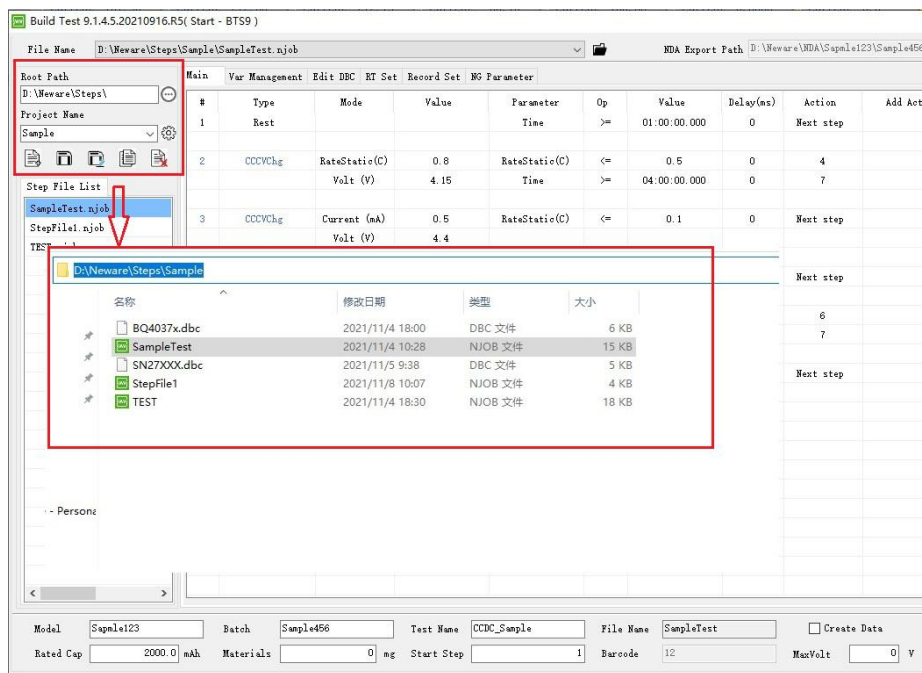 Build Test 9.1.4.5.20210916.R5( Start - BTS9 )
File Name D:\Neware\Steps\Sample\SampleTest.njob NDA Export Path D:\Neware\NDA\Sapmle123\Sample456
Root Path
D:\Neware\Steps\
Project Name
Sample
Main Var Management Edit DBC RT Set Record Set NG Parameter
# Type Mode Value Parameter Op Value Delay(ms) Action Add Act
1 Rest Time >= 01:00:00.000 0 Next step
2 CCCVChg RateStatic(C) 0.8 RateStatic(C) <= 0.5 0 4
Volt (V) 4.15 Time >= 04:00:00.000 0 7
3 CCCVChg Current (mA) 0.5 RateStatic(C) <= 0.1 0 Next step
Volt (V) 4.4
Next step
6
7
Next step
Step File List
SampleTest.njob
StepFile1.njob
D:\Neware\Steps\Sample
名称 修改日期 类型 大小
BQ4037x.dbc 2021/11/4 18:00 DBC 文件 6 KB
SampleTest 2021/11/4 10:28 NJOB 文件 15 KB
SN27XXX.dbc 2021/11/5 9:38 DBC 文件 5 KB
StepFile1 2021/11/8 10:07 NJOB 文件 4 KB
TEST 2021/11/4 18:30 NJOB 文件 18 KB
- Persona
Model Sapmle123 Batch Sample456 Test Name CCDC_Sample File Name SampleTest Create Data
Rated Cap 2000.0 mAh Materials 0 mg Start Step 1 Barcode 12 MaxVolt 0 V